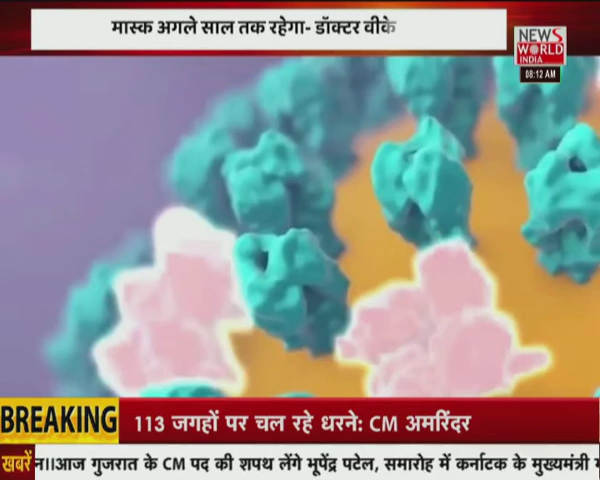 मास्क अगले साल तक रहेगा- डॉक्टर वीके
NEWS
WORLD
INDIA
08:12 AM
BREAKING
113 जगहों पर चल रहे धरने: CM अमरिंदर
खबरें
न।।आज गुजरात के CM पद की शपथ लेंगे भूपेंद्र पटेल, समारोह में कर्नाटक के मुख्यमंत्री